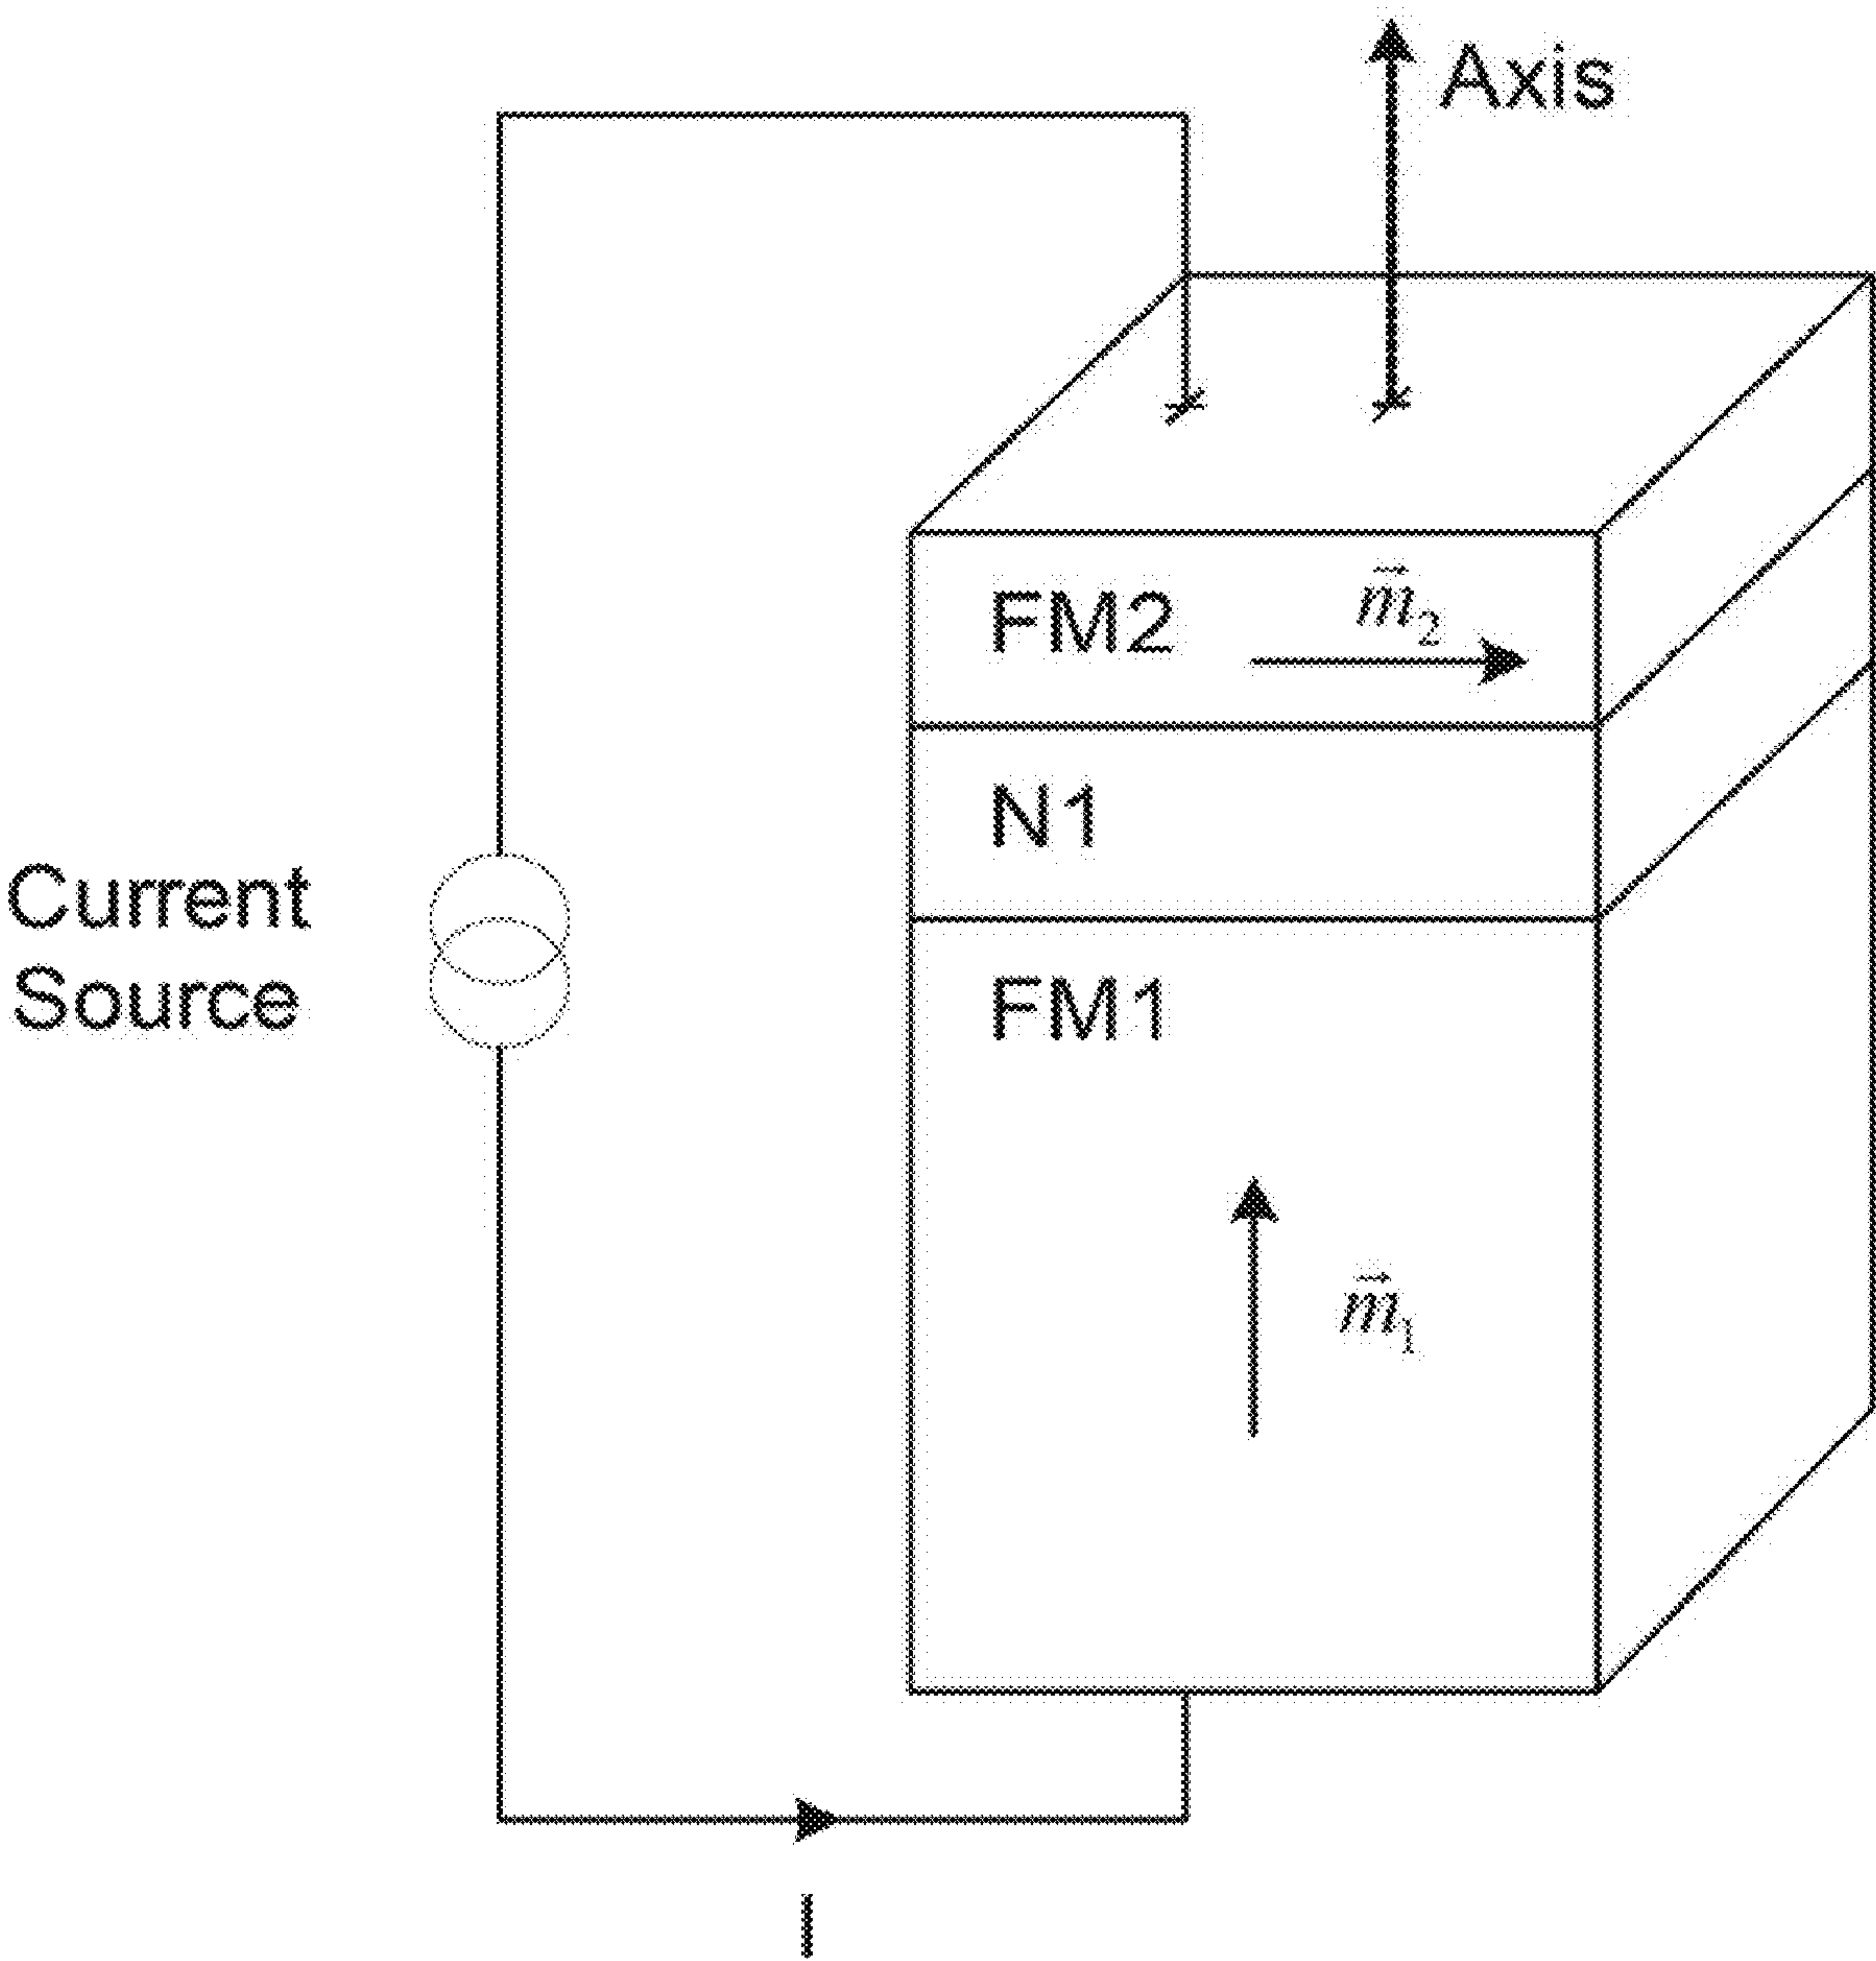 Axis
FM2
m⃗₂
N1
Current
Source
FM1
m⃗₁
I